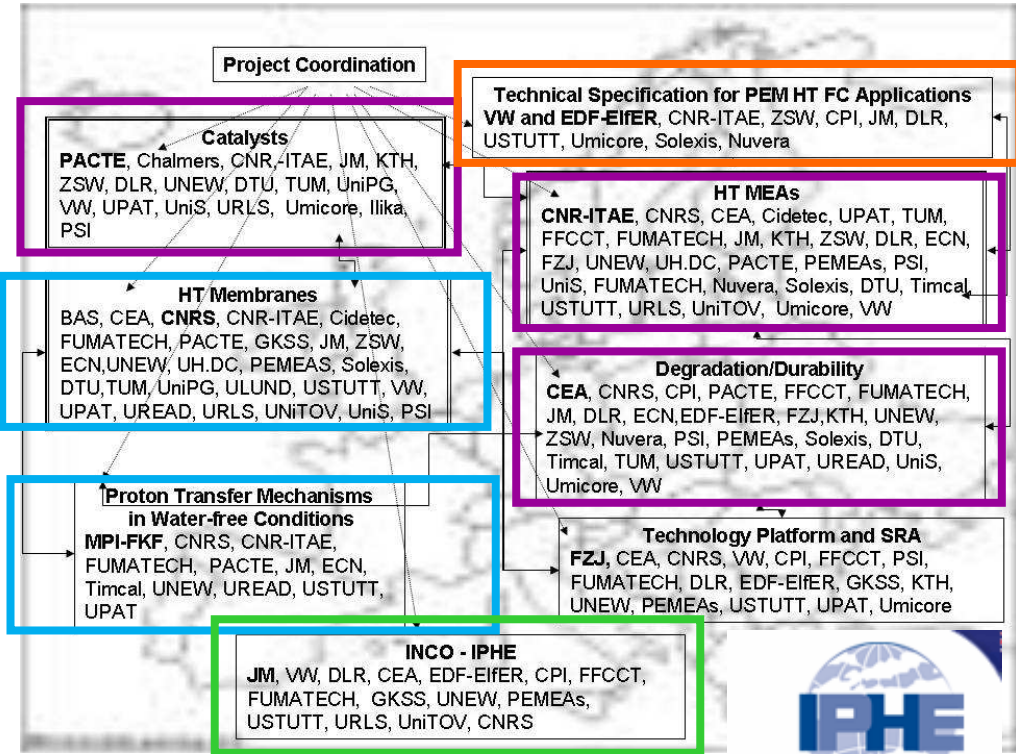 Project Coordination
Technical Specification for PEM HT FC Applications
VW and EDF-EIfER, CNR-ITAE, ZSW, CPI, JM, DLR,
USTUTT, Umicore, Solexis, Nuvera
Catalysts
PACTE, Chalmers, CNR,-ITAE, JM, KTH,
ZSW, DLR, UNEW, DTU, TUM, UniPG,
VW, UPAT, UniS, URLS, Umicore, Ilika,
PSI
HT MEAs
CNR-ITAE, CNRS, CEA, Cidetec, UPAT, TUM,
FFCCT, FUMATECH, JM, KTH, ZSW, DLR, ECN,
FZJ, UNEW, UH.DC, PACTE, PEMEAs, PSI,
UniS, FUMATECH, Nuvera, Solexis, DTU, Timcal,
USTUTT, URLS, UniTOV, Umicore, VW
HT Membranes
BAS, CEA, CNRS, CNR-ITAE, Cidetec,
FUMATECH, PACTE, GKSS, JM, ZSW,
ECN,UNEW, UH.DC, PEMEAS, Solexis,
DTU,TUM, UniPG, ULUND, USTUTT, VW,
UPAT, UREAD, URLS, UNiTOV, UniS, PSI
Degradation/Durability
CEA, CNRS, CPI, PACTE, FFCCT, FUMATECH,
JM, DLR, ECN,EDF-EIfER, FZJ,KTH, UNEW,
ZSW, Nuvera, PSI, PEMEAs, Solexis, DTU,
Timcal, TUM, USTUTT, UPAT, UREAD, UniS,
Umicore, VW
Proton Transfer Mechanisms
in Water-free Conditions
MPI-FKF, CNRS, CNR-ITAE,
FUMATECH, PACTE, JM, ECN,
Timcal, UNEW, UREAD, USTUTT,
UPAT
Technology Platform and SRA
FZJ, CEA, CNRS, VW, CPI, FFCCT, PSI,
FUMATECH, DLR, EDF-EIfER, GKSS, KTH,
UNEW, PEMEAs, USTUTT, UPAT, Umicore
INCO - IPHE
JM, VW, DLR, CEA, EDF-EIfER, CPI, FFCCT,
FUMATECH, GKSS, UNEW, PEMEAs,
USTUTT, URLS, UniTOV, CNRS
IPHE